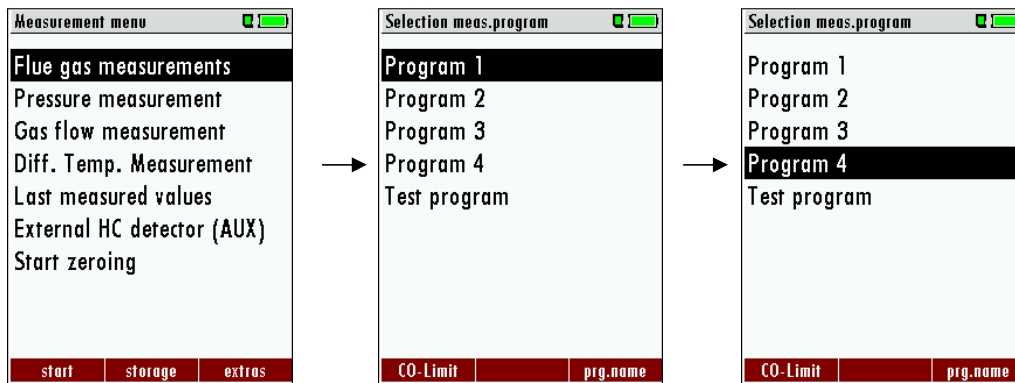 Measurement menu
Flue gas measurements
Pressure measurement
Gas flow measurement
Diff. Temp. Measurement
Last measured values
External HC detector (AUX)
Start zeroing
start storage extras
Selection meas.program
Program 1
Program 2
Program 3
Program 4
Test program
CO-Limit prg.name
Selection meas.program
Program 1
Program 2
Program 3
Program 4
Test program
CO-Limit prg.name